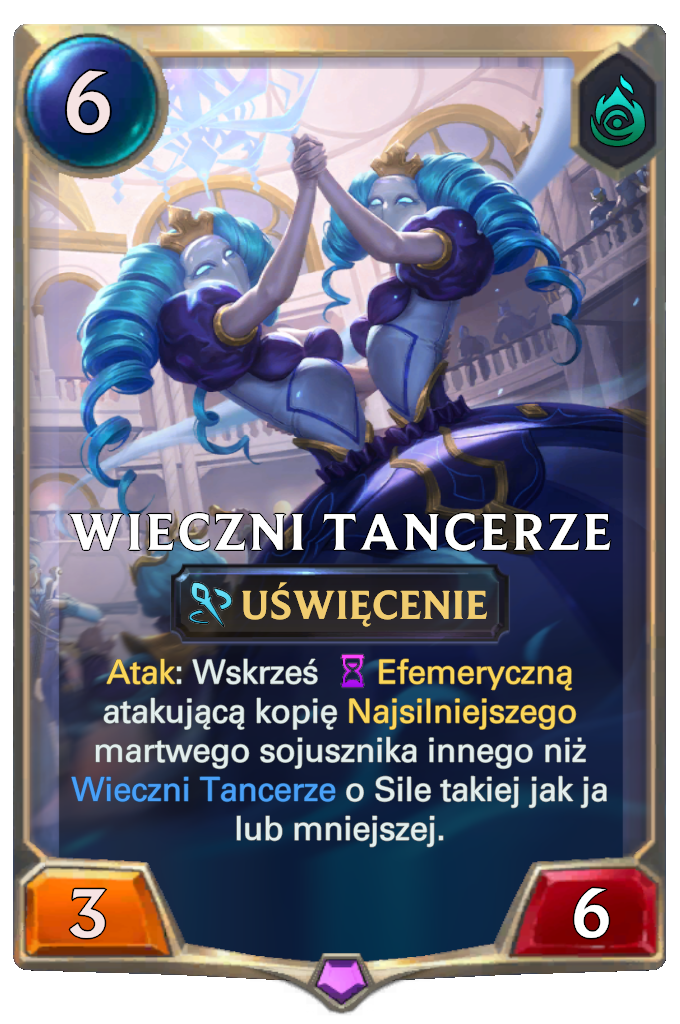 6
WIECZNI TANCERZE
UŚWIĘCENIE
Atak: Wskrześ Efemeryczną
atakującą kopię Najsilniejszego
martwego sojusznika innego niż
Wieczni Tancerze o Sile takiej jak ja
lub mniejszej.
3
6